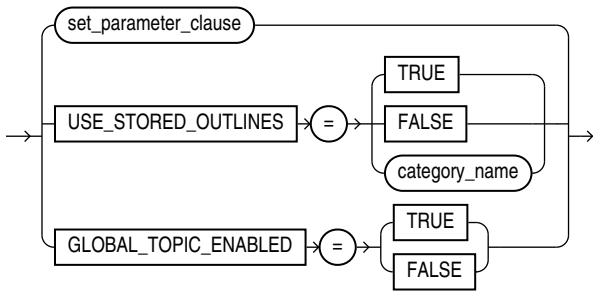 set_parameter_clause
TRUE
USE_STORED_OUTLINES = FALSE
category_name
TRUE
GLOBAL_TOPIC_ENABLED =
FALSE